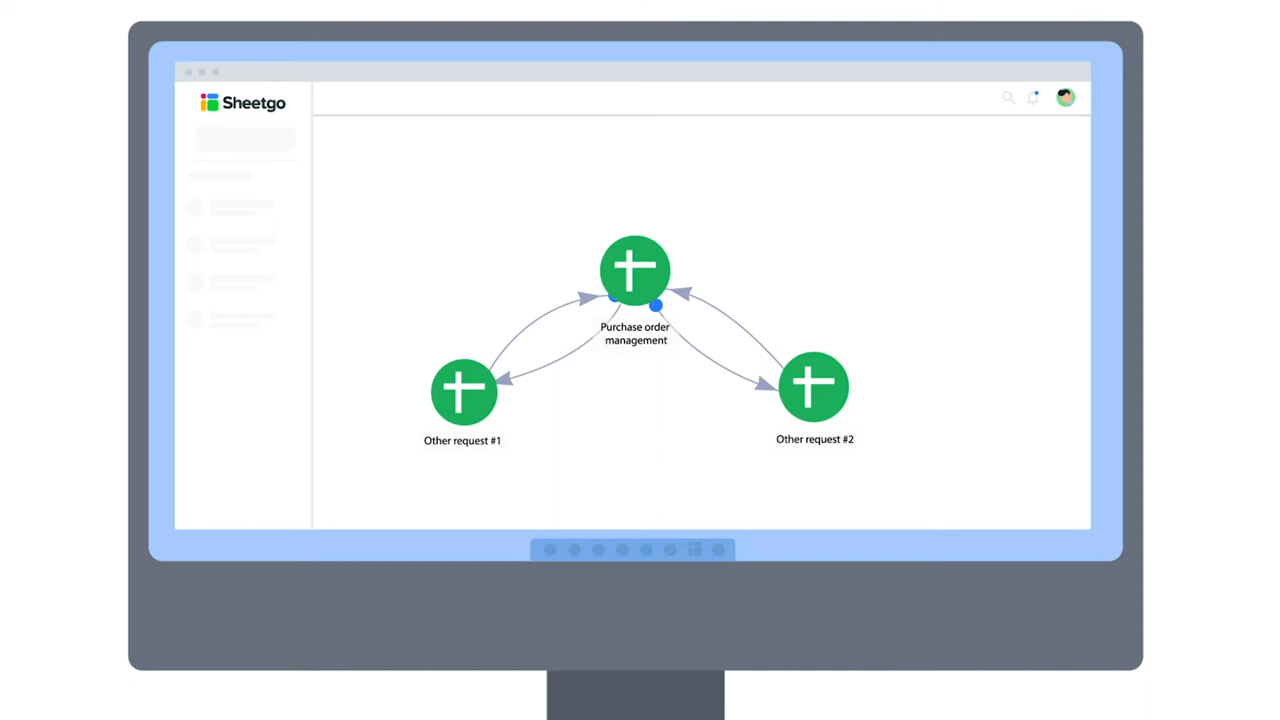 Sheetgo
Purchase order
management
Other request #1
Other request #2